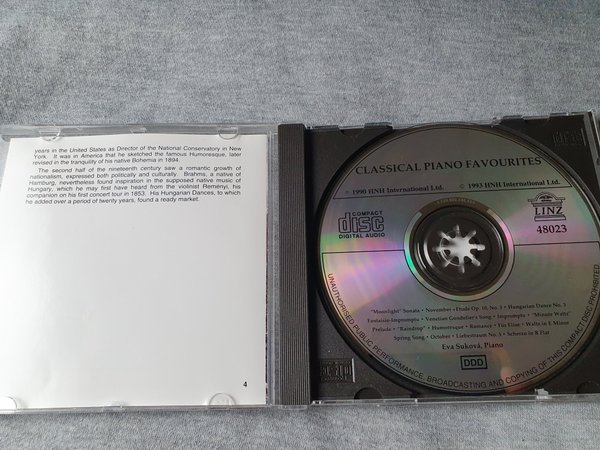 years in the United States as Director of the National Conservatory in New
York. It was in America that he sketched the famous Humoresque, later
revised in the tranquility of his native Bohemia in 1894.
The second half of the nineteenth century saw a romantic growth of
nationalism, expressed both politically and culturally. Brahms, a native of
Hamburg, nevertheless found inspiration in the supposed native music of
Hungary, which he may first have heard from the violinist Reményi, his
companion on his first concert tour in 1853. His Hungarian Dances, to which
he added over a period of twenty years, found a ready market.
4
CLASSICAL PIANO FAVOURITES
℗ 1990 HNH International Ltd.
© 1993 HNH International Ltd.
COMPACT
disc
DIGITAL AUDIO
LINZ
48023
"Moonlight" Sonata • November • Etude Op. 10, No. 3 • Hungarian Dance No. 5
Fantaisie-Impromptu • Venetian Gondolier's Song • Impromptu • "Minute Waltz"
Prelude • "Raindrop" • Humoresque • Romance • Für Elise • Waltz in E Minor
Spring Song • October • Liebestraum No. 3 • Scherzo in B Flat
Eva Suková, Piano
DDD
UNAUTHORISED PUBLIC PERFORMANCE, BROADCASTING AND COPYING OF THIS COMPACT DISC PROHIBITED